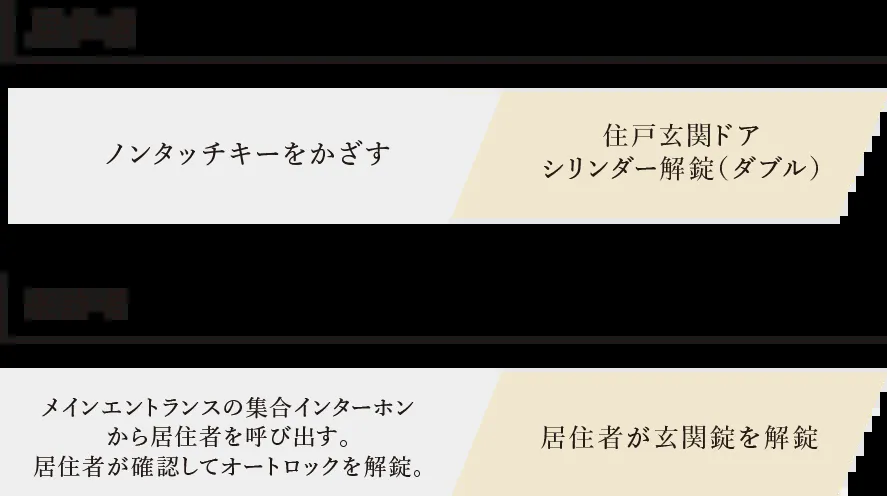 ノンタッチキーをかざす
住戸玄関ドア
シリンダー解錠(ダブル)
メインエントランスの集合インターホン
から居住者を呼び出す。
居住者が確認してオートロックを解錠。
居住者が玄関錠を解錠